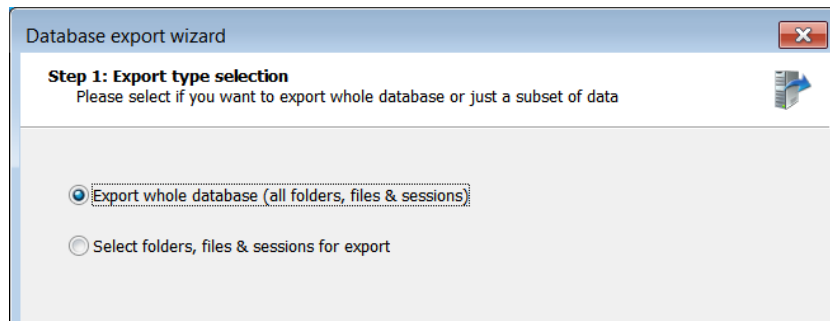 Database export wizard
Step 1: Export type selection
Please select if you want to export whole database or just a subset of data
Export whole database (all folders, files & sessions)
Select folders, files & sessions for export